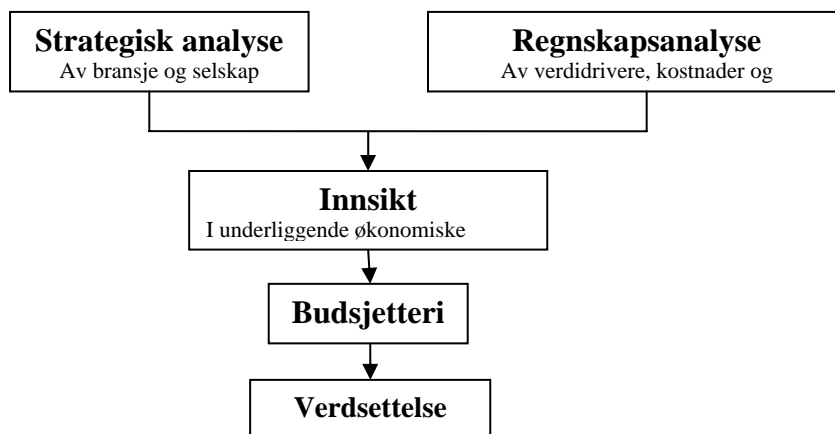 Strategisk analyse
Av bransje og selskap
Regnskapsanalyse
Av verdidrivere, kostnader og
Innsikt
I underliggende økonomiske
Budsjetteri
Verdsettelse